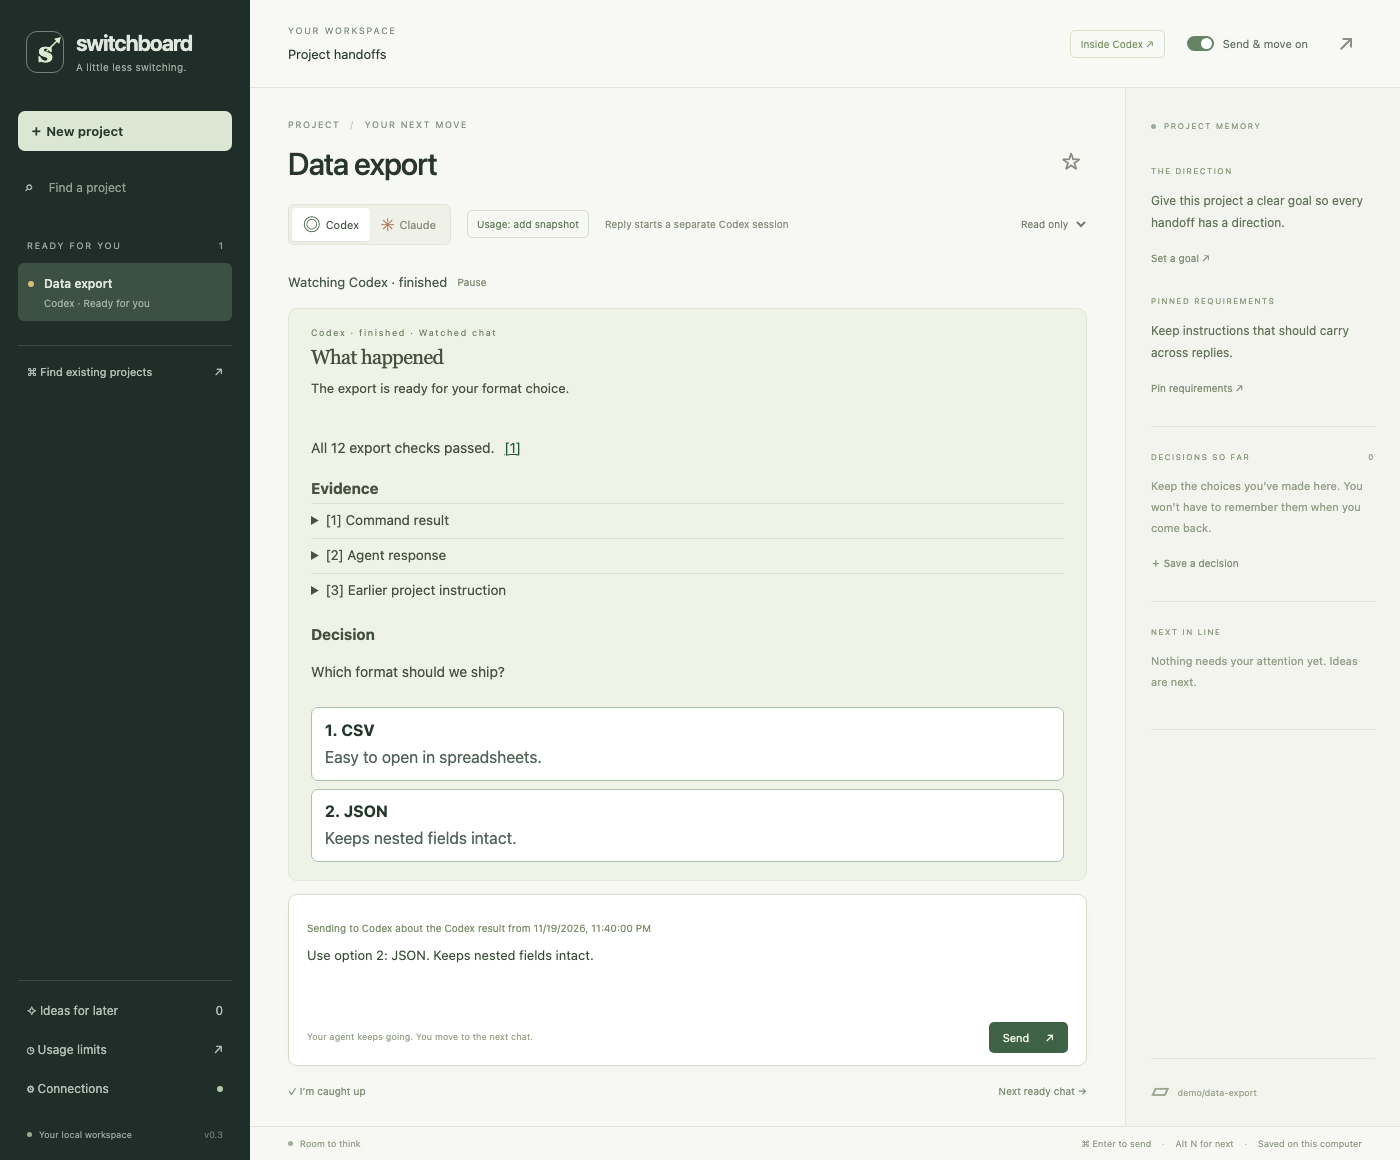 switchboard
A little less switching.
+ New project
Find a project
READY FOR YOU 1
Data export
Codex · Ready for you
⌘ Find existing projects ↗
✧ Ideas for later 0
Usage limits ↗
Connections
Your local workspace v0.3
YOUR WORKSPACE
Project handoffs
Inside Codex ↗
Send & move on
↗
PROJECT / YOUR NEXT MOVE
Data export
Codex
Claude
Usage: add snapshot
Reply starts a separate Codex session
Read only
Watching Codex · finished Pause
Codex · finished · Watched chat
What happened
The export is ready for your format choice.
All 12 export checks passed. [1]
Evidence
▶ [1] Command result
▶ [2] Agent response
▶ [3] Earlier project instruction
Decision
Which format should we ship?
1. CSV
Easy to open in spreadsheets.
2. JSON
Keeps nested fields intact.
Sending to Codex about the Codex result from 11/19/2026, 11:40:00 PM
Use option 2: JSON. Keeps nested fields intact.
Your agent keeps going. You move to the next chat.
Send ↗
✓ I'm caught up
Next ready chat →
Room to think
⌘ Enter to send · Alt N for next · Saved on this computer
PROJECT MEMORY
THE DIRECTION
Give this project a clear goal so every
handoff has a direction.
Set a goal ↗
PINNED REQUIREMENTS
Keep instructions that should carry
across replies.
Pin requirements ↗
DECISIONS SO FAR 0
Keep the choices you've made here. You
won't have to remember them when you
come back.
+ Save a decision
NEXT IN LINE
Nothing needs your attention yet. Ideas
are next.
demo/data-export